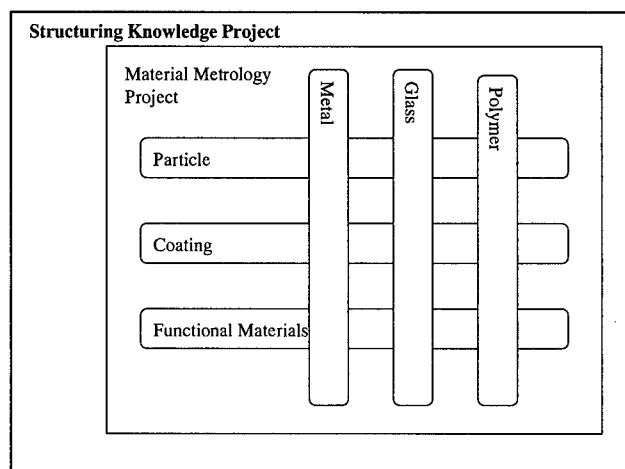 Structuring Knowledge Project
Material Metrology
Project
Metal
Glass
Polymer
Particle
Coating
Functional Materials